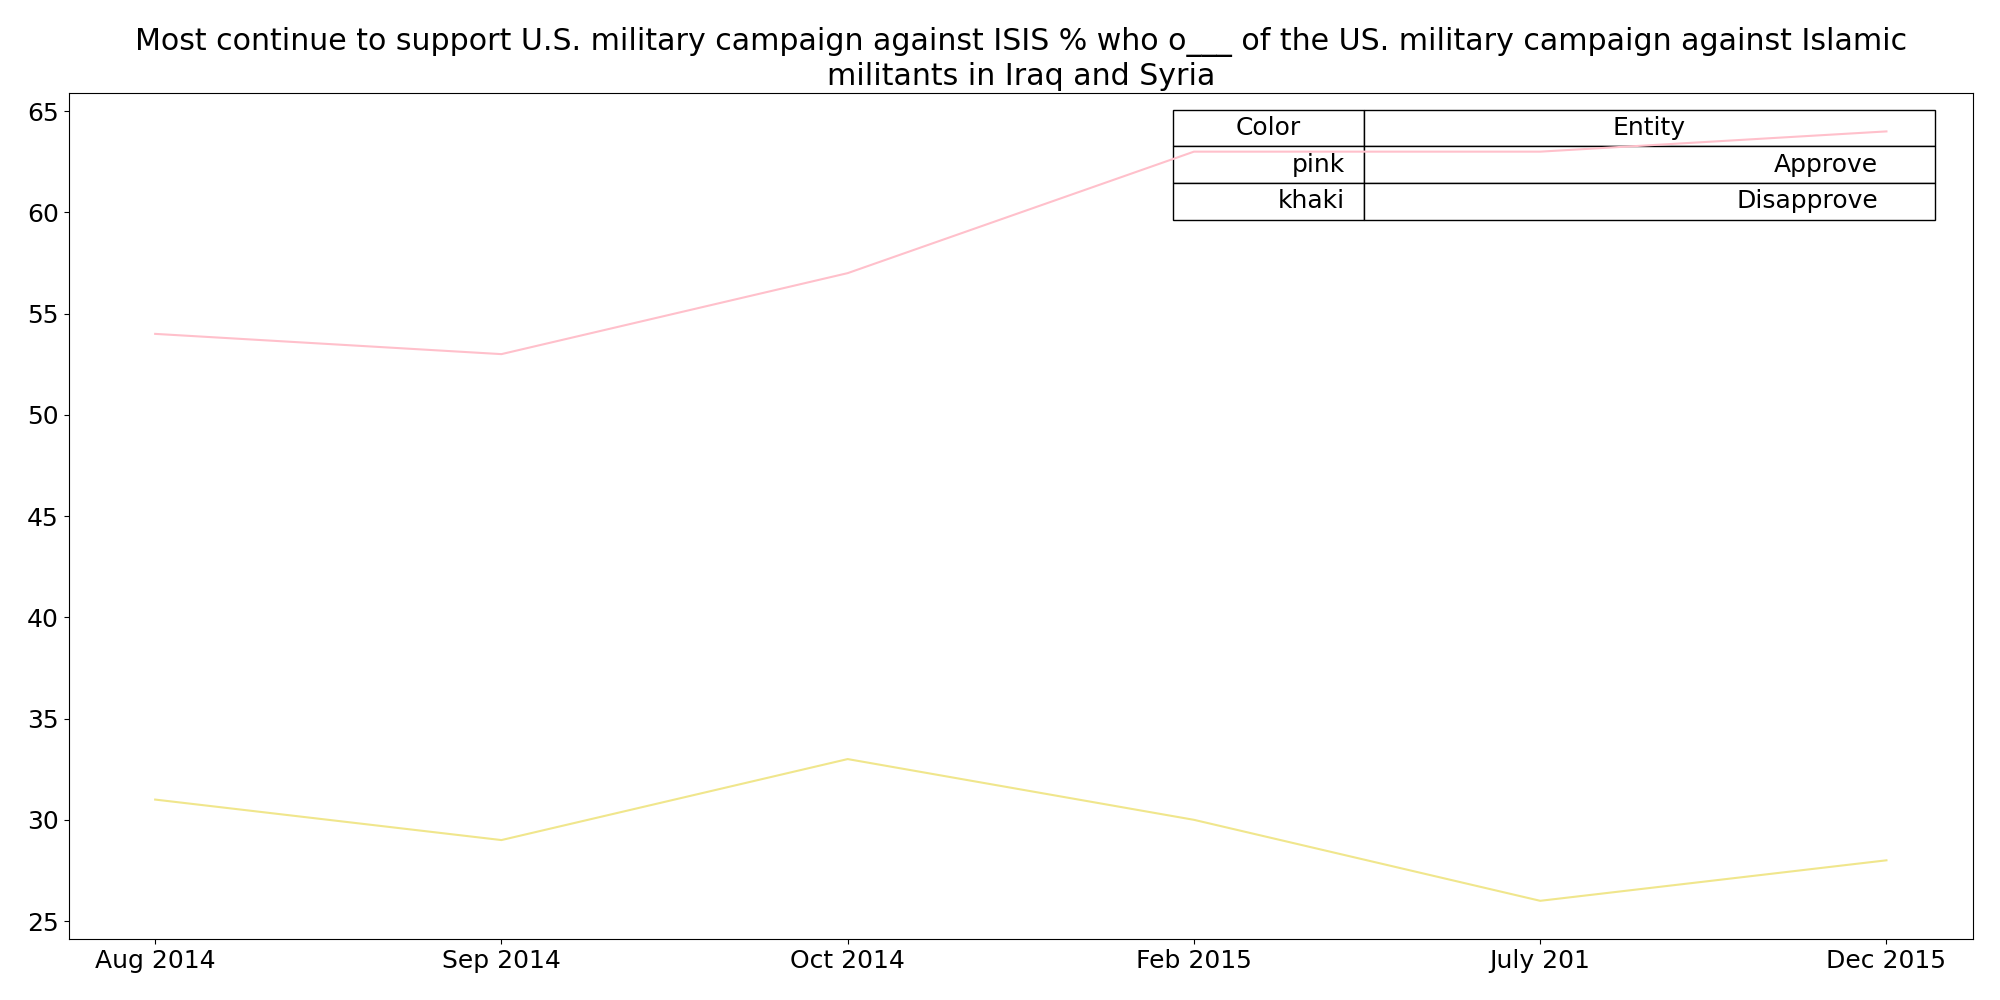 Most continue to support U.S. military campaign against ISIS % who o___ of the US. military campaign against Islamic
militants in Iraq and Syria
65
60
55
50
45
40
35
30
25
Color Entity
pink Approve
khaki Disapprove
Aug 2014 Sep 2014 Oct 2014 Feb 2015 July 201 Dec 2015